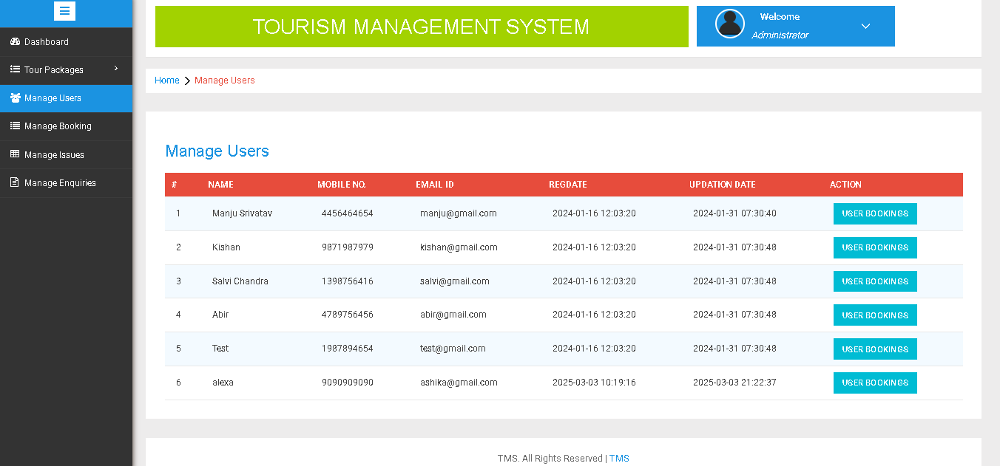 TOURISM MANAGEMENT SYSTEM
Welcome
Administrator
Dashboard
Tour Packages
Manage Users
Manage Booking
Manage Issues
Manage Enquiries
Home Manage Users
Manage Users
# NAME MOBILE NO. EMAIL ID REGDATE UPDATION DATE ACTION
1 Manju Srivatav 4456464654 manju@gmail.com 2024-01-16 12:03:20 2024-01-31 07:30:40 USER BOOKINGS
2 Kishan 9871987979 kishan@gmail.com 2024-01-16 12:03:20 2024-01-31 07:30:48 USER BOOKINGS
3 Salvi Chandra 1398756416 salvi@gmail.com 2024-01-16 12:03:20 2024-01-31 07:30:48 USER BOOKINGS
4 Abir 4789756456 abir@gmail.com 2024-01-16 12:03:20 2024-01-31 07:30:48 USER BOOKINGS
5 Test 1987894654 test@gmail.com 2024-01-16 12:03:20 2024-01-31 07:30:48 USER BOOKINGS
6 alexa 9090909090 ashika@gmail.com 2025-03-03 10:19:16 2025-03-03 21:22:37 USER BOOKINGS
TMS. All Rights Reserved | TMS